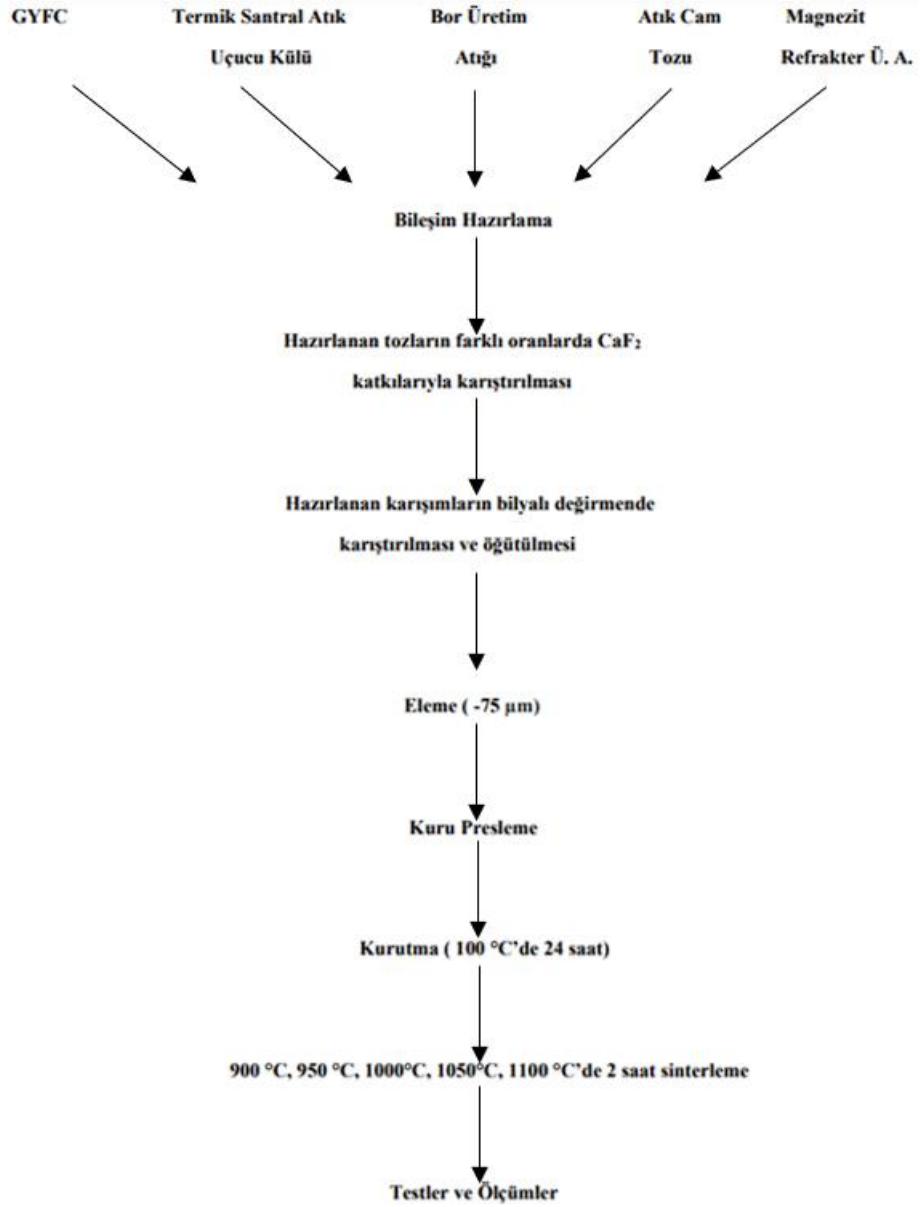 GYFC
Termik Santral Atık
Uçucu Külü
Bor Üretim
Atığı
Atık Cam
Tozu
Magnezit
Refrakter Ü. A.
Bileşim Hazırlama
Hazırlanan tozların farklı oranlarda CaF₂
katkılarıyla karıştırılması
Hazırlanan karışımların bilyalı değirmende
karıştırılması ve öğütülmesi
Eleme ( -75 µm)
Kuru Presleme
Kurutma ( 100 °C’de 24 saat)
900 °C, 950 °C, 1000°C, 1050°C, 1100 °C’de 2 saat sinterleme
Testler ve Ölçümler